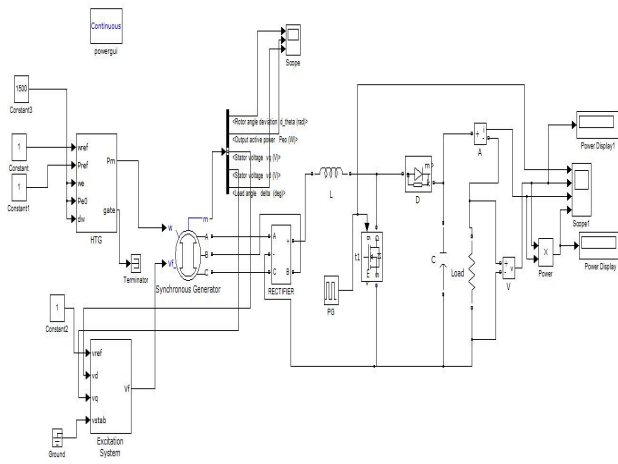 Continuous
powergui
Scope
1500
Constant3
<Rotor angle deviation d_theta (rad)>
<Output active power Peo (W)>
<Stator voltage vq (V)>
<Stator voltage vd (V)>
<Load angle delta (deg)>
1
Constant
1
Constant1
wref
Pref
we
Pe0
dw
Pm
gate
HTG
Terminator
w
Vf_
m
A
B
C
Synchronous Generator
A
-
C
+
B
RECTIFIER
L
PG
t1
g
D
m
D
C
Load
A
i
+
-
V
v
+
-
Power Display1
Scope1
X
Power
Power Display
1
Constant2
vref
vd
vq
vstab
Vf
Excitation
System
Ground